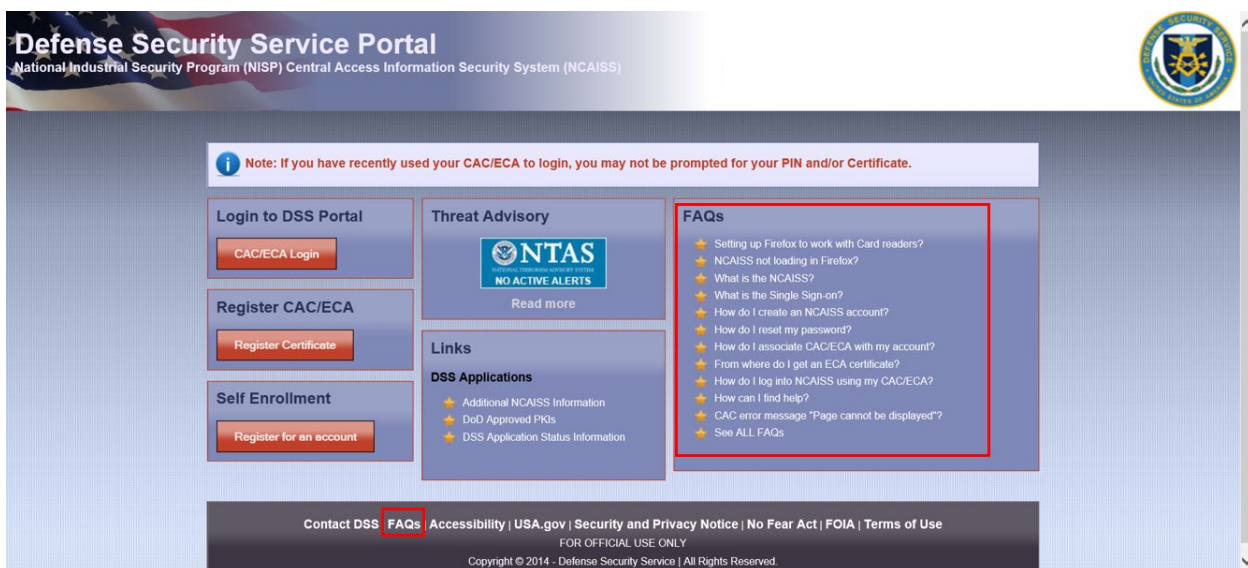 Defense Security Service Portal
National Industrial Security Program (NISP) Central Access Information Security System (NCAISS)
Note: If you have recently used your CAC/ECA to login, you may not be prompted for your PIN and/or Certificate.
Login to DSS Portal
CAC/ECA Login
Register CAC/ECA
Register Certificate
Self Enrollment
Register for an account
Threat Advisory
NTAS
NATIONAL TERRORISM ADVISORY SYSTEM
NO ACTIVE ALERTS
Read more
Links
DSS Applications
Additional NCAISS Information
DoD Approved PKIs
DSS Application Status Information
FAQs
Setting up Firefox to work with Card readers?
NCAISS not loading in Firefox?
What is the NCAISS?
What is the Single Sign-on?
How do I create an NCAISS account?
How do I reset my password?
How do I associate CAC/ECA with my account?
From where do I get an ECA certificate?
How do I log into NCAISS using my CAC/ECA?
How can I find help?
CAC error message "Page cannot be displayed"?
See ALL FAQs
Contact DSS | FAQs | Accessibility | USA.gov | Security and Privacy Notice | No Fear Act | FOIA | Terms of Use
FOR OFFICIAL USE ONLY
Copyright © 2014 - Defense Security Service | All Rights Reserved.
DEFENSE SECURITY SERVICE
UNITED STATES OF AMERICA